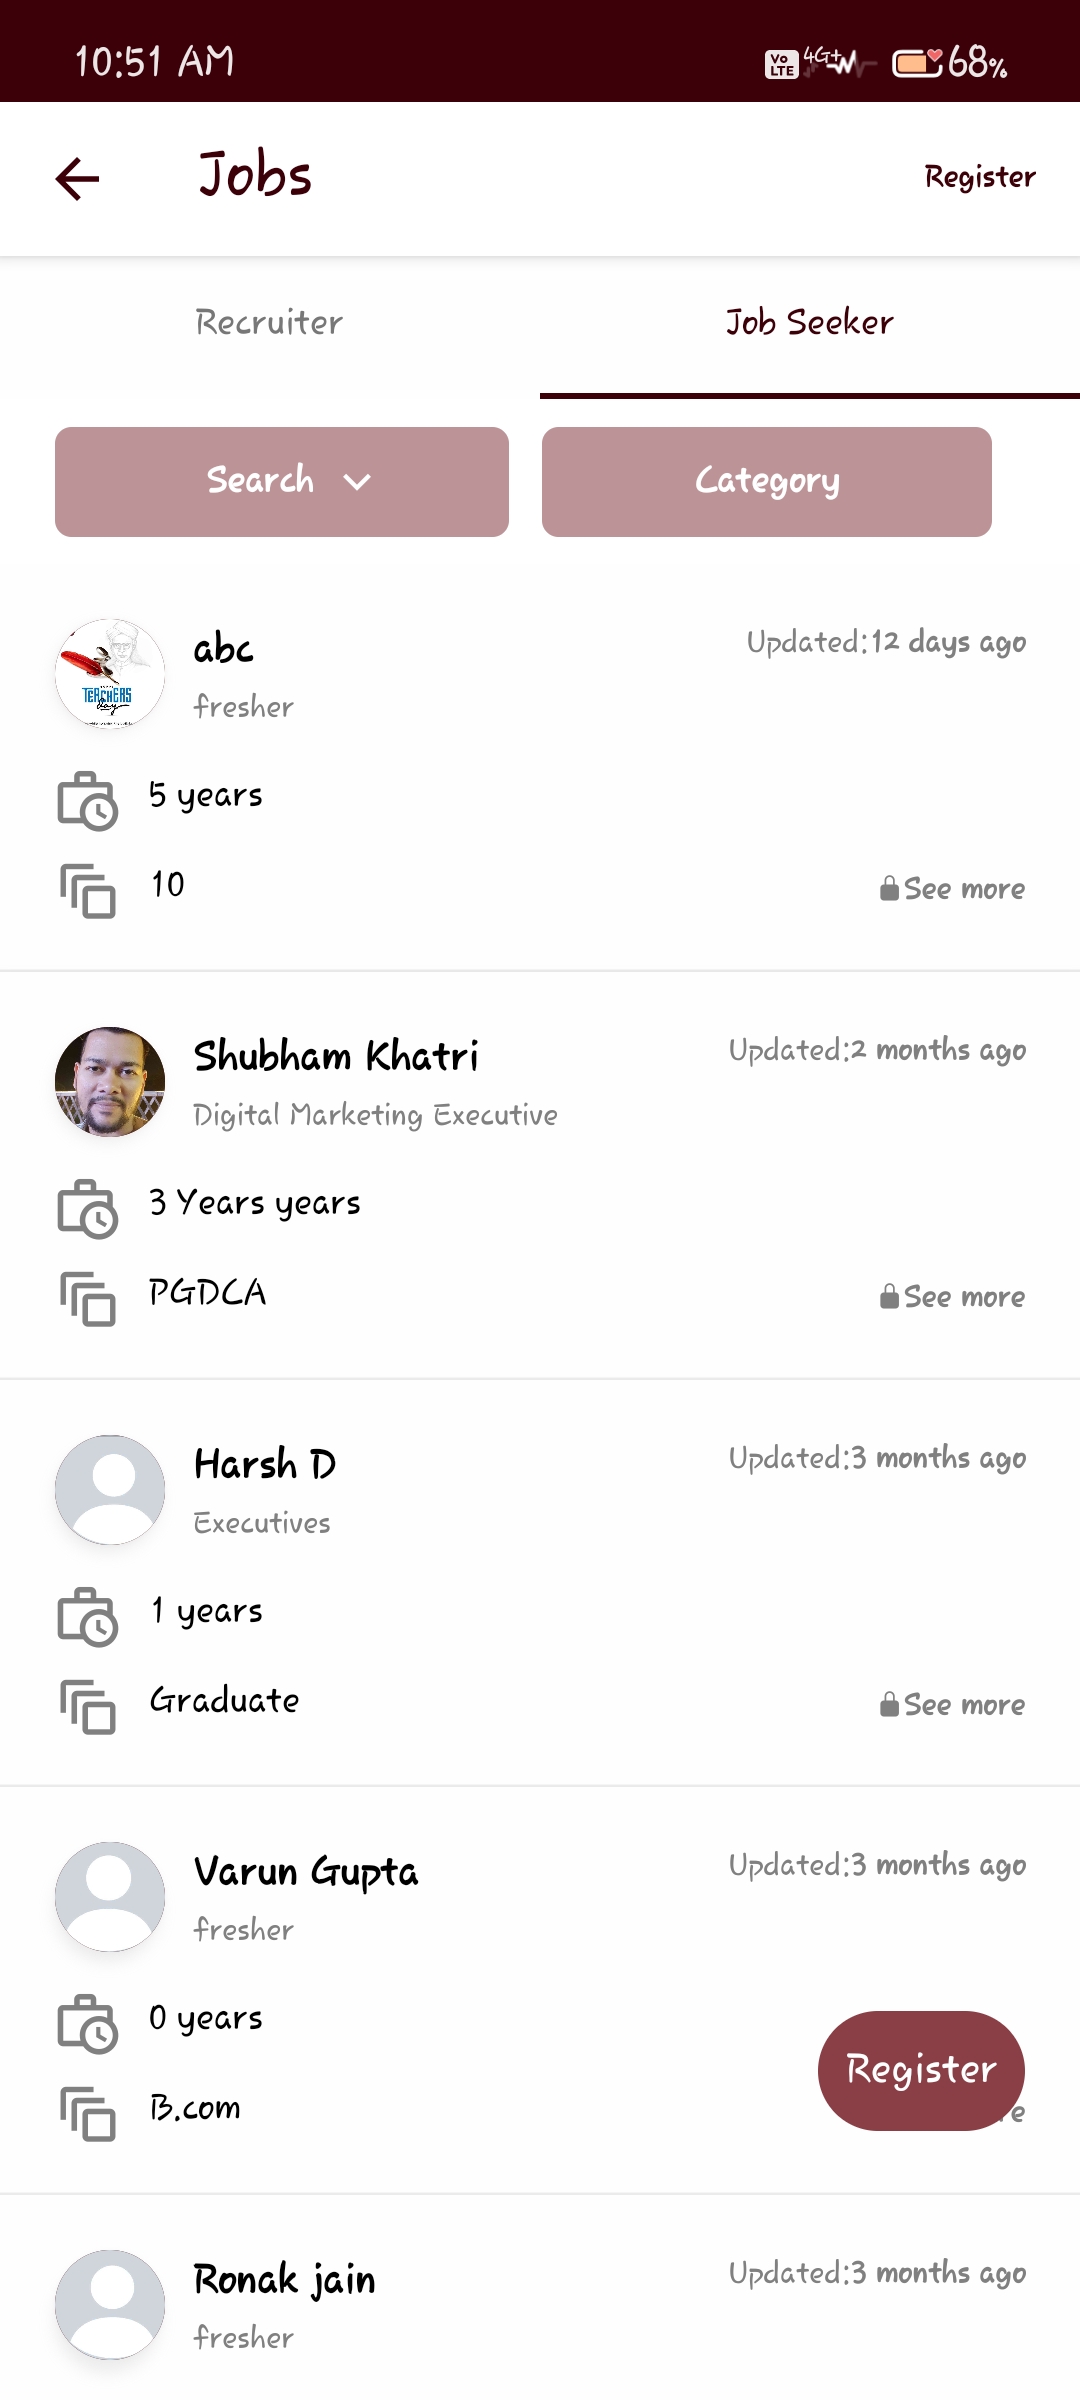 10:51 AM
Vo LTE 4G+ 68%
Jobs
Register
Recruiter
Job Seeker
Search
Category
abc
Updated:12 days ago
fresher
TEACHERS
day
5 years
10
See more
Shubham Khatri
Updated:2 months ago
Digital Marketing Executive
3 Years years
PGDCA
See more
Harsh D
Updated:3 months ago
Executives
1 years
Graduate
See more
Varun Gupta
Updated:3 months ago
fresher
0 years
Register
B.com
Ronak jain
Updated:3 months ago
fresher